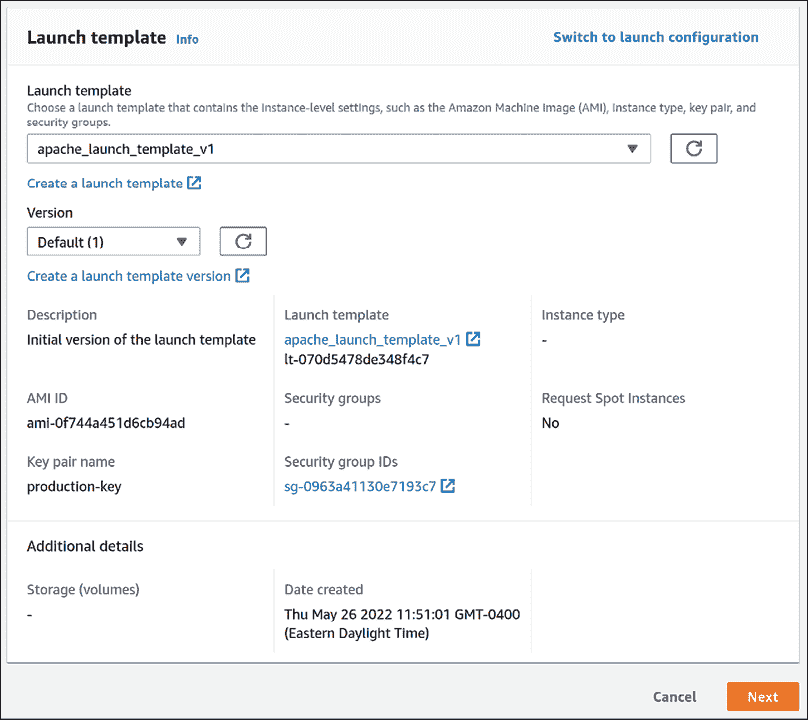 Launch template Info
Switch to launch configuration
Launch template
Choose a launch template that contains the instance-level settings, such as the Amazon Machine Image (AMI), instance type, key pair, and
security groups.
apache_launch_template_v1
Create a launch template
Version
Default (1)
Create a launch template version
Description
Initial version of the launch template
Launch template
apache_launch_template_v1
lt-070d5478de348f4c7
Instance type
-
AMI ID
ami-0f744a451d6cb94ad
Security groups
-
Request Spot Instances
No
Key pair name
production-key
Security group IDs
sg-0963a41130e7193c7
Additional details
Storage (volumes)
-
Date created
Thu May 26 2022 11:51:01 GMT-0400
(Eastern Daylight Time)
Cancel
Next